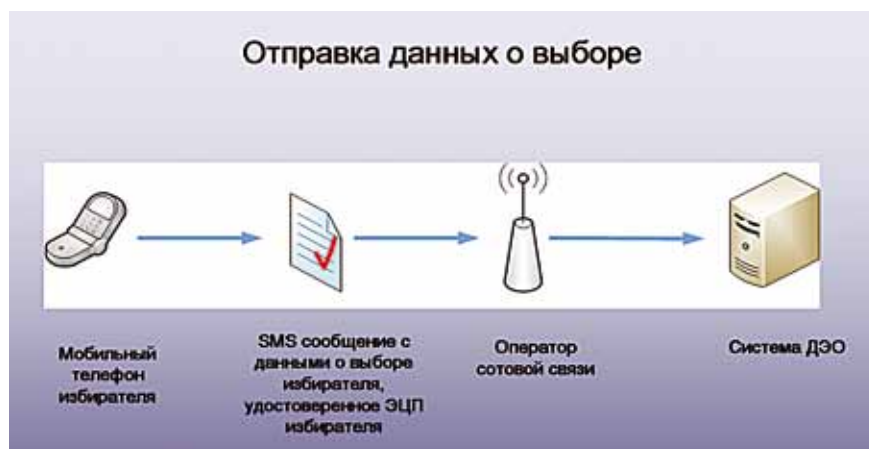 Отправка данных о выборе
Мобильный
телефон
избирателя
SMS сообщение с
данными о выборе
избирателя,
удостоверенное ЭЦП
избирателя
Оператор
сотовой связи
Система ДЭО